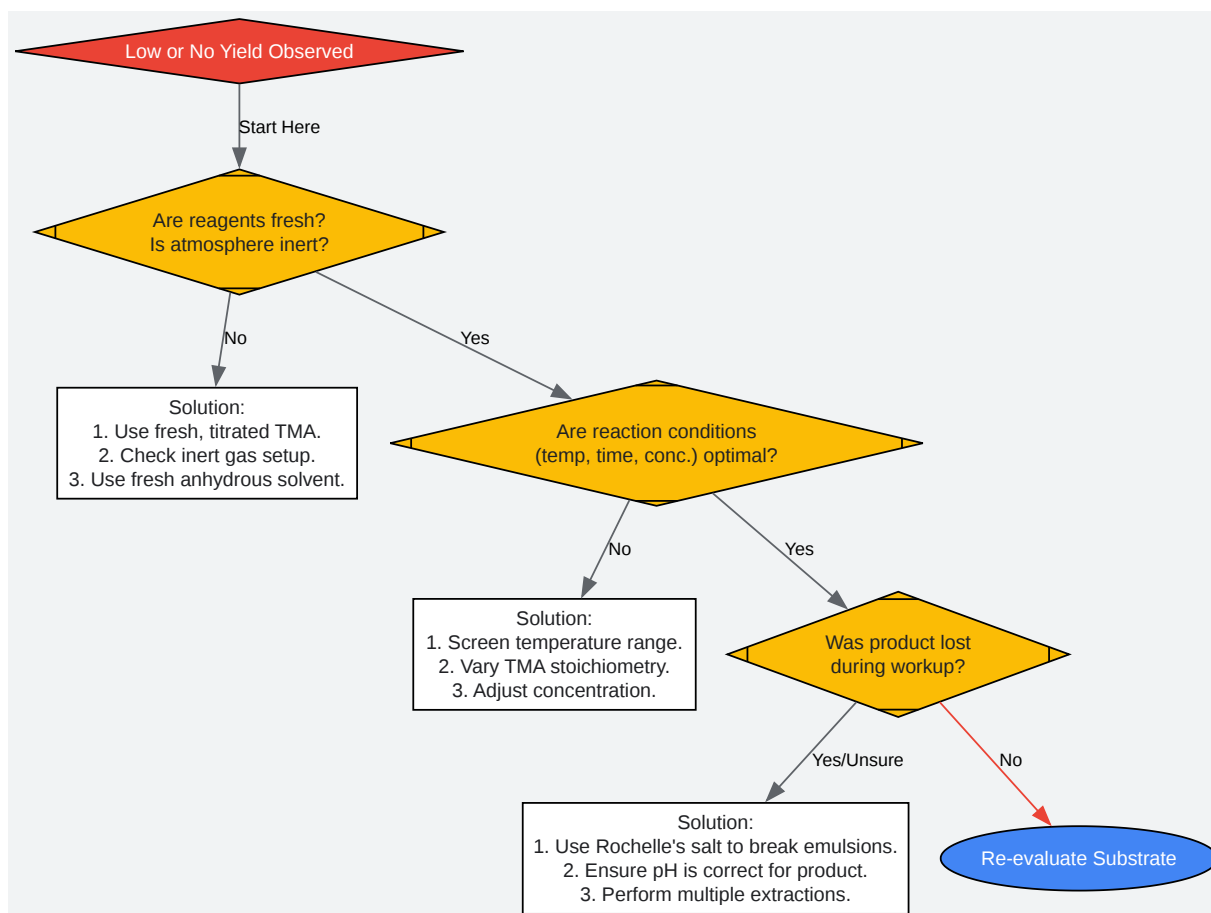 Low or No Yield Observed
Start Here
Are reagents fresh?
Is atmosphere inert?
No
Yes
Solution:
1. Use fresh, titrated TMA.
2. Check inert gas setup.
3. Use fresh anhydrous solvent.
Are reaction conditions
(temp, time, conc.) optimal?
No
Yes
Solution:
1. Screen temperature range.
2. Vary TMA stoichiometry.
3. Adjust concentration.
Was product lost
during workup?
Yes/Unsure
No
Solution:
1. Use Rochelle's salt to break emulsions.
2. Ensure pH is correct for product.
3. Perform multiple extractions.
Re-evaluate Substrate